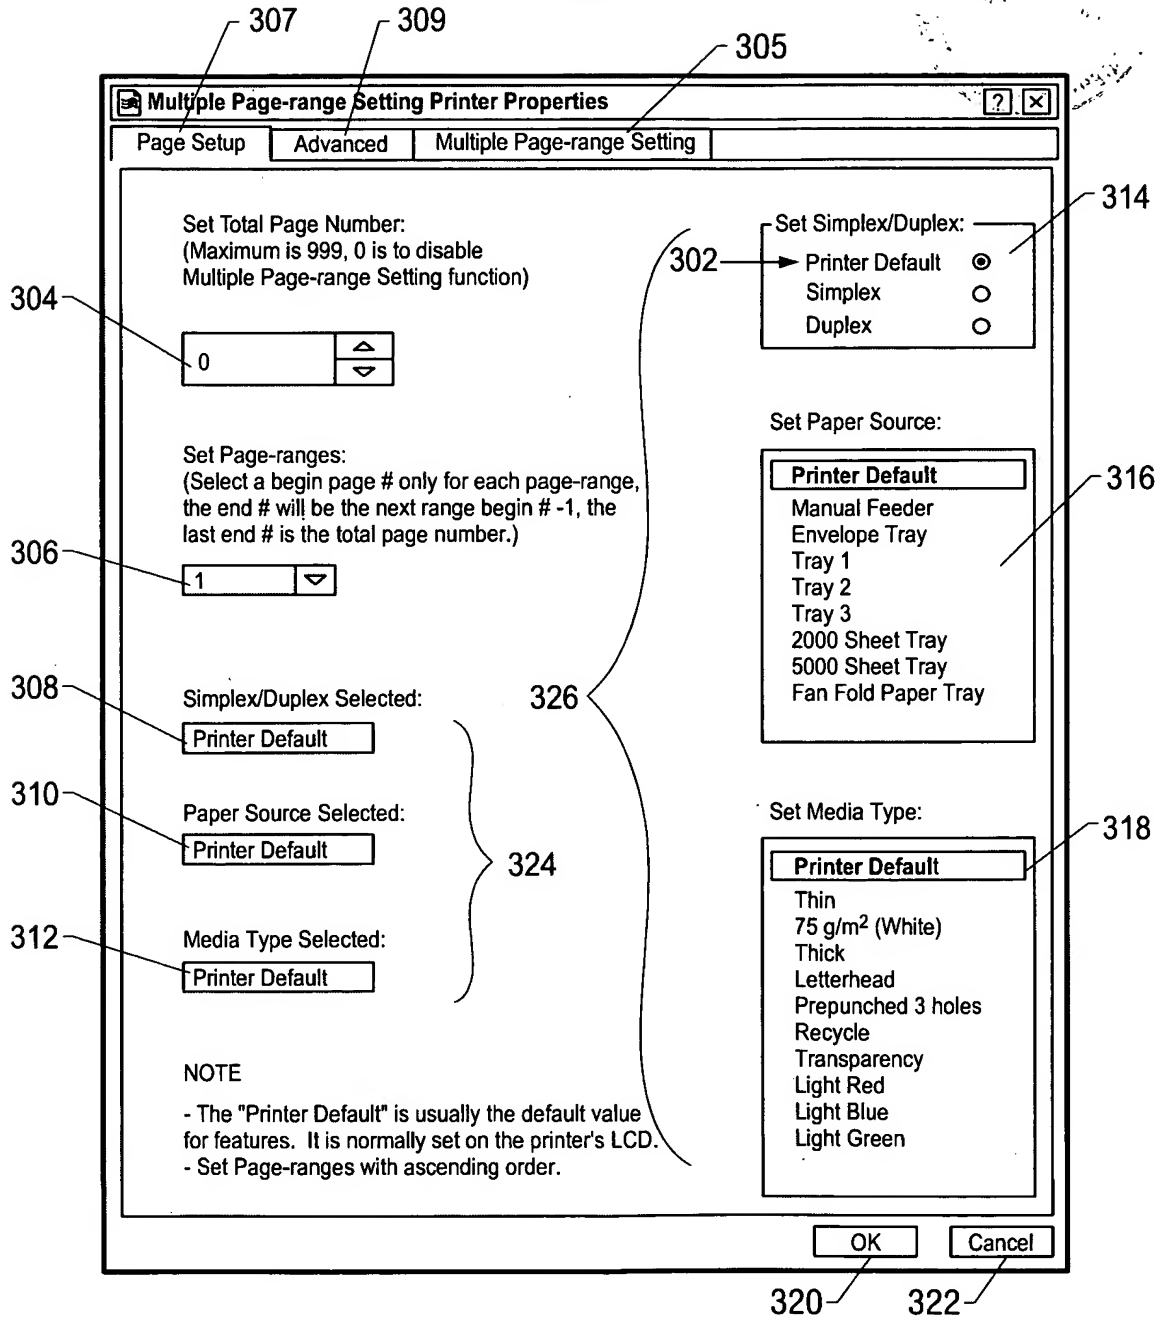 307
309
305
Multiple Page-range Setting Printer Properties
? X
Page Setup
Advanced
Multiple Page-range Setting
Set Total Page Number:
(Maximum is 999, 0 is to disable
Multiple Page-range Setting function)
304
0
Set Page-ranges:
(Select a begin page # only for each page-range,
the end # will be the next range begin # -1, the
last end # is the total page number.)
306
1
308
Simplex/Duplex Selected:
Printer Default
310
Paper Source Selected:
Printer Default
312
Media Type Selected:
Printer Default
324
326
NOTE
- The "Printer Default" is usually the default value
for features. It is normally set on the printer's LCD.
- Set Page-ranges with ascending order.
314
Set Simplex/Duplex:
302
Printer Default
Simplex
Duplex
Set Paper Source:
316
Printer Default
Manual Feeder
Envelope Tray
Tray 1
Tray 2
Tray 3
2000 Sheet Tray
5000 Sheet Tray
Fan Fold Paper Tray
Set Media Type:
318
Printer Default
Thin
75 g/m² (White)
Thick
Letterhead
Prepunched 3 holes
Recycle
Transparency
Light Red
Light Blue
Light Green
OK
Cancel
320
322